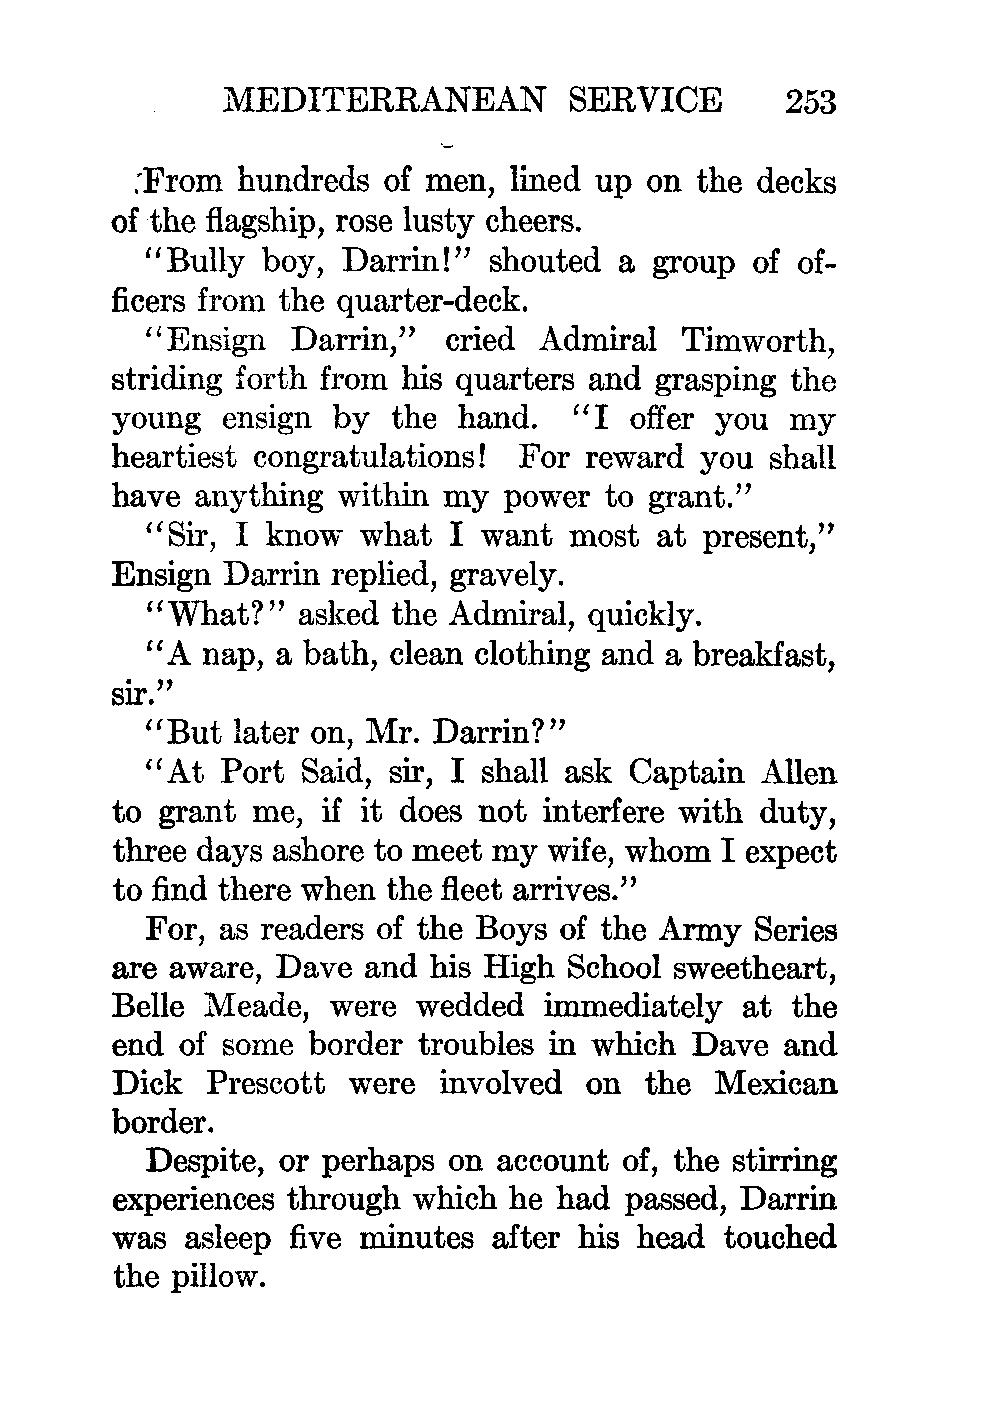 MEDITERRANEAN SERVICE 253
From hundreds of men, lined up on the decks
of the flagship, rose lusty cheers.
"Bully boy, Darrin!" shouted a group of of-
ficers from the quarter-deck.
"Ensign Darrin," cried Admiral Timworth,
striding forth from his quarters and grasping the
young ensign by the hand. "I offer you my
heartiest congratulations! For reward you shall
have anything within my power to grant."
"Sir, I know what I want most at present,"
Ensign Darrin replied, gravely.
"What?" asked the Admiral, quickly.
"A nap, a bath, clean clothing and a breakfast,
sir."
"But later on, Mr. Darrin?"
"At Port Said, sir, I shall ask Captain Allen
to grant me, if it does not interfere with duty,
three days ashore to meet my wife, whom I expect
to find there when the fleet arrives."
For, as readers of the Boys of the Army Series
are aware, Dave and his High School sweetheart,
Belle Meade, were wedded immediately at the
end of some border troubles in which Dave and
Dick Prescott were involved on the Mexican
border.
Despite, or perhaps on account of, the stirring
experiences through which he had passed, Darrin
was asleep five minutes after his head touched
the pillow.